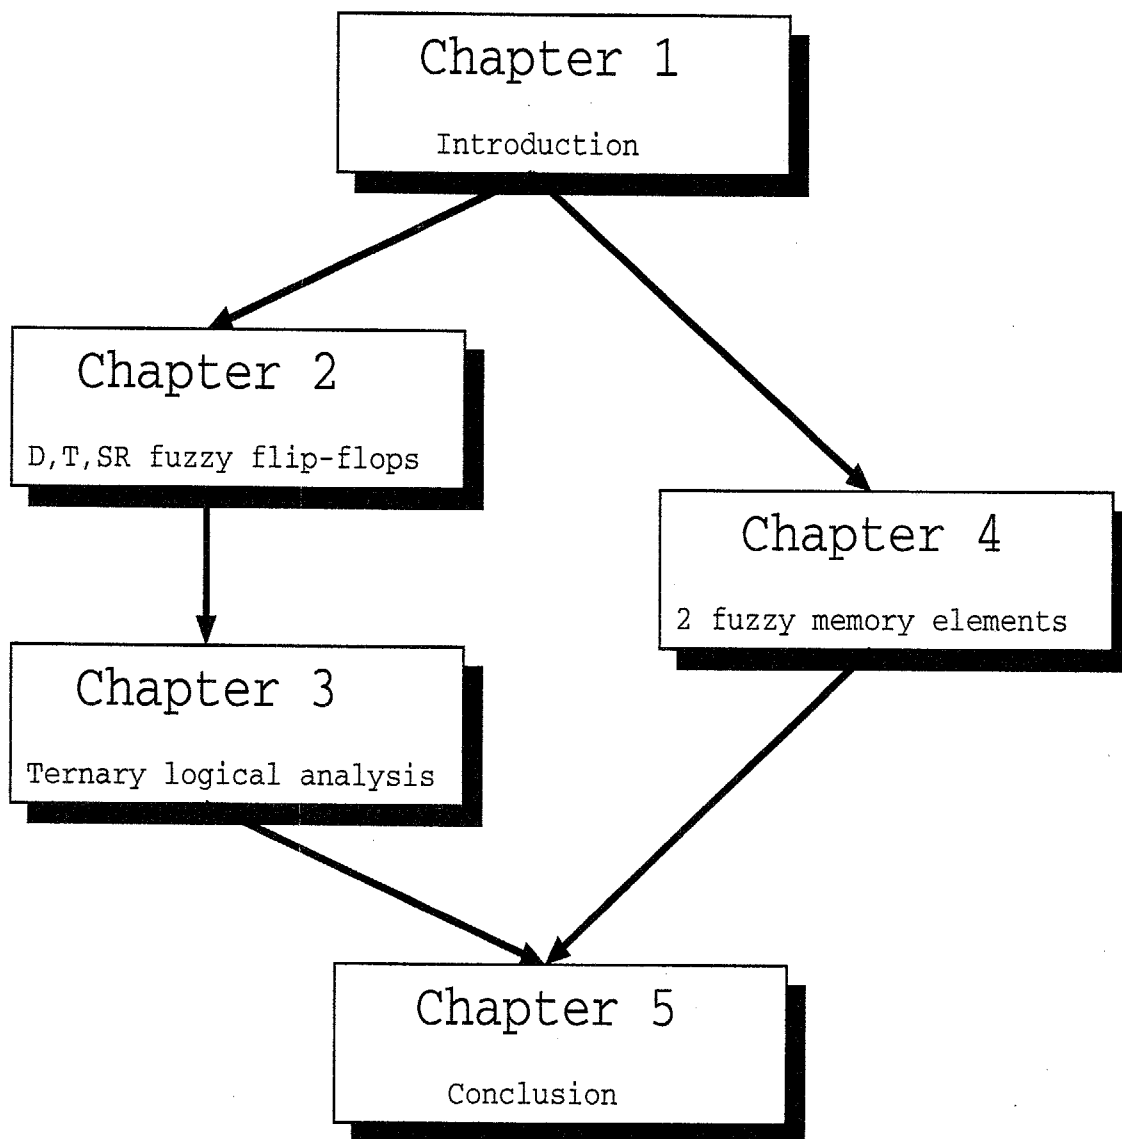 Chapter 1
Introduction
Chapter 2
D,T,SR fuzzy flip-flops
Chapter 4
2 fuzzy memory elements
Chapter 3
Ternary logical analysis
Chapter 5
Conclusion